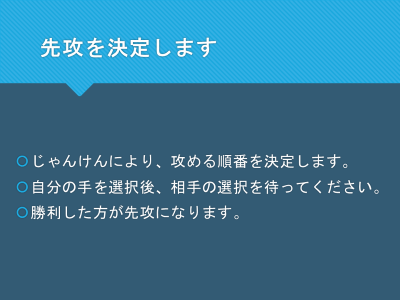 先攻を決定します
じゃんけんにより、攻める順番を決定します。
自分の手を選択後、相手の選択を待ってください。
勝利した方が先攻になります。